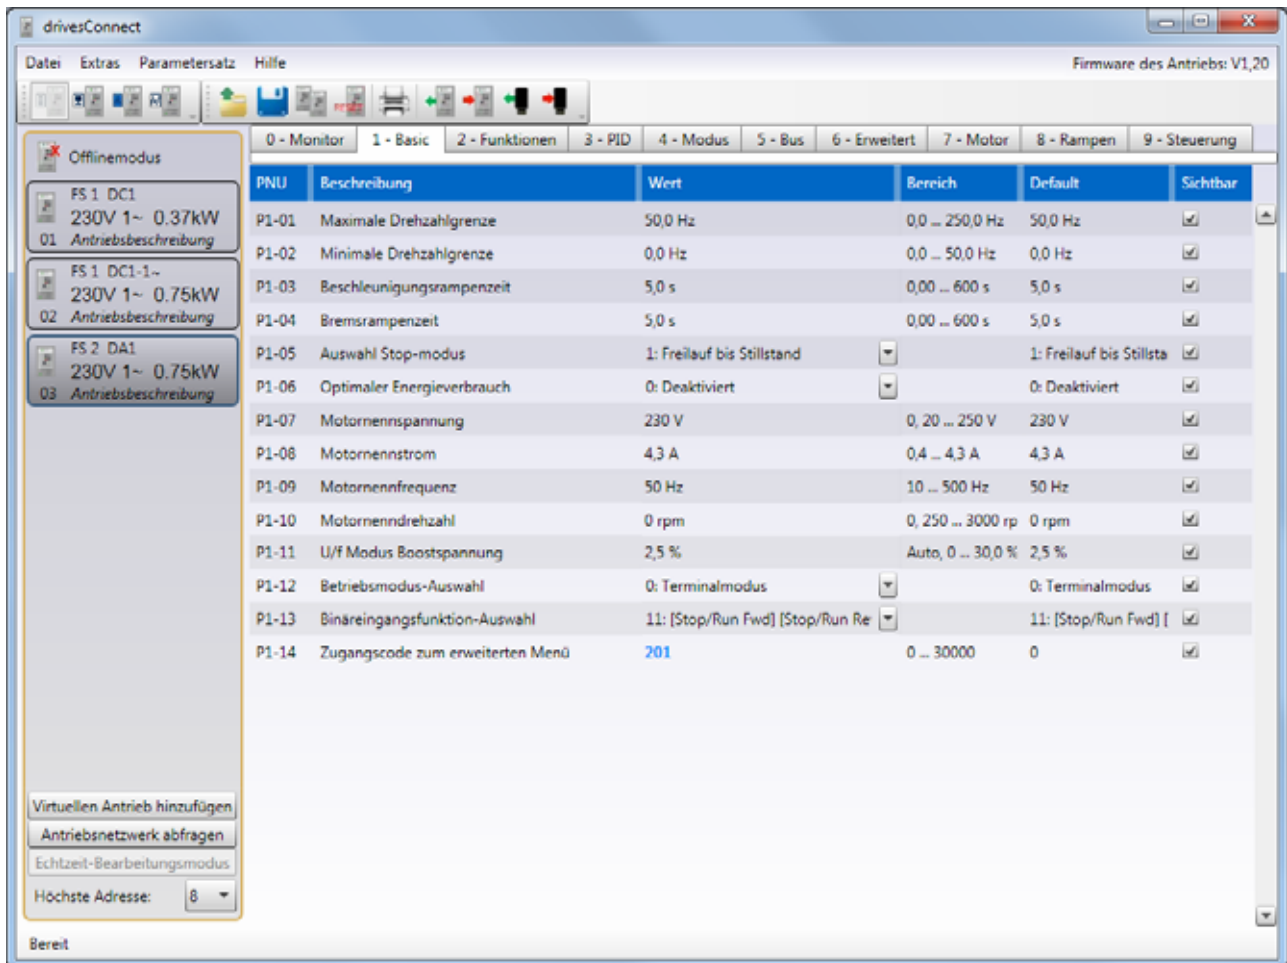 drivesConnect
Datei Extras Parametersatz Hilfe Firmware des Antriebs: V1,20
Offlinemodus
FS 1 DC1
230V 1~ 0.37kW
01 Antriebsbeschreibung
FS 1 DC1-1~
230V 1~ 0.75kW
02 Antriebsbeschreibung
FS 2 DA1
230V 1~ 0.75kW
03 Antriebsbeschreibung
Virtuellen Antrieb hinzufügen
Antriebsnetzwerk abfragen
Echtzeit-Bearbeitungsmodus
Höchste Adresse: 8
0 - Monitor 1 - Basic 2 - Funktionen 3 - PID 4 - Modus 5 - Bus 6 - Erweitert 7 - Motor 8 - Rampen 9 - Steuerung
PNU Beschreibung Wert Bereich Default Sichtbar
P1-01 Maximale Drehzahlgrenze 50,0 Hz 0,0 ... 250,0 Hz 50,0 Hz
P1-02 Minimale Drehzahlgrenze 0,0 Hz 0,0 ... 50,0 Hz 0,0 Hz
P1-03 Beschleunigungsrampenzeit 5,0 s 0,00 ... 600 s 5,0 s
P1-04 Bremsrampenzeit 5,0 s 0,00 ... 600 s 5,0 s
P1-05 Auswahl Stop-modus 1: Freilauf bis Stillstand 1: Freilauf bis Stillsta
P1-06 Optimaler Energieverbrauch 0: Deaktiviert 0: Deaktiviert
P1-07 Motornennspannung 230 V 0, 20 ... 250 V 230 V
P1-08 Motornennstrom 4,3 A 0,4 ... 4,3 A 4,3 A
P1-09 Motornennfrequenz 50 Hz 10 ... 500 Hz 50 Hz
P1-10 Motornenndrehzahl 0 rpm 0, 250 ... 3000 rp 0 rpm
P1-11 U/f Modus Boostspannung 2,5 % Auto, 0 ... 30,0 % 2,5 %
P1-12 Betriebsmodus-Auswahl 0: Terminalmodus 0: Terminalmodus
P1-13 Binäreingangsfunktion-Auswahl 11: [Stop/Run Fwd] [Stop/Run Re 11: [Stop/Run Fwd] [
P1-14 Zugangscode zum erweiterten Menü 201 0 ... 30000 0
Bereit